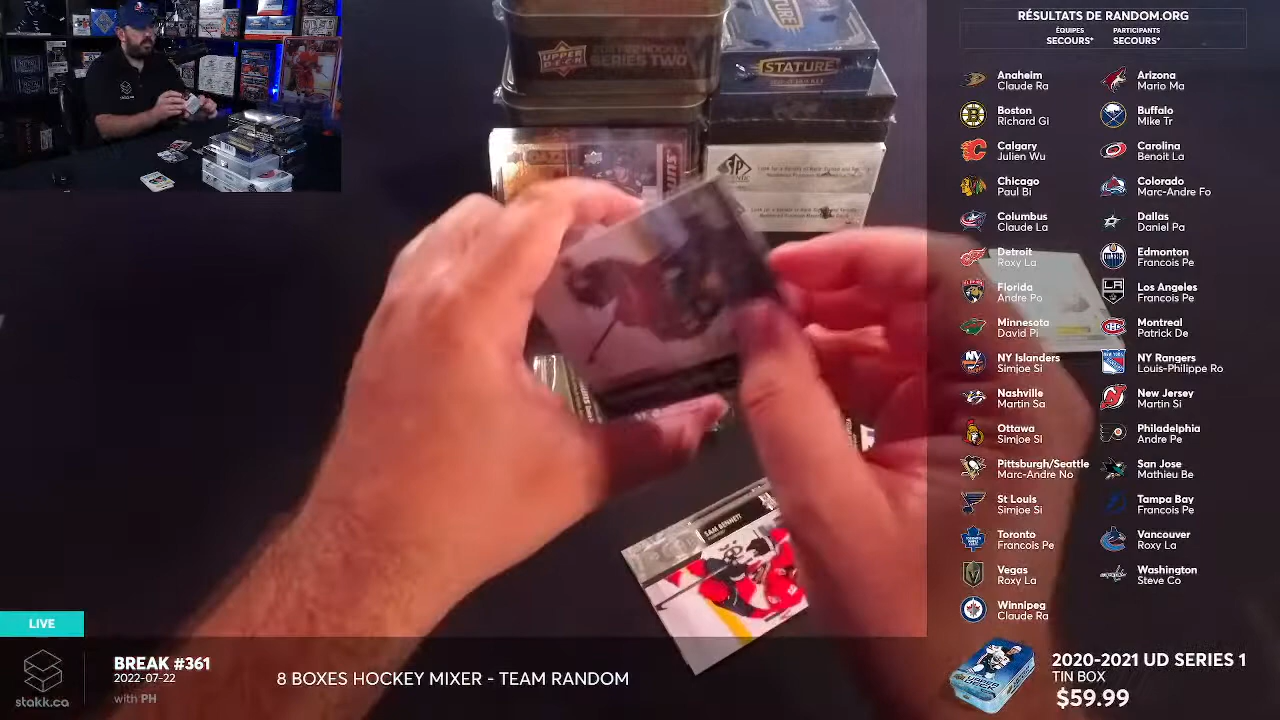 RÉSULTATS DE RANDOM.ORG
ÉQUIPES
SECOURS*
PARTICIPANTS
SECOURS*
Anaheim
Claude Ra
Arizona
Mario Ma
Boston
Richard Gi
Buffalo
Mike Tr
Calgary
Julien Wu
Carolina
Benoit La
Chicago
Paul Bi
Colorado
Marc-Andre Fo
Columbus
Claude La
Dallas
Daniel Pa
Detroit
Roxy La
Edmonton
Francois Pe
Florida
Andre Po
Los Angeles
Francois Pe
Minnesota
David Pi
Montreal
Patrick De
NY Islanders
Simjoe Si
NY Rangers
Louis-Philippe Ro
Nashville
Martin Sa
New Jersey
Martin Si
Ottawa
Simjoe Si
Philadelphia
Andre Pe
Pittsburgh/Seattle
Marc-Andre No
San Jose
Mathieu Be
St Louis
Simjoe Si
Tampa Bay
Francois Pe
Toronto
Francois Pe
Vancouver
Roxy La
Vegas
Roxy La
Washington
Steve Co
Winnipeg
Claude Ra
UPPER DECK
HOCKEY
SERIES TWO
STATURE
SP
SAM BENNETT
LIVE
stakk.ca
BREAK #361
2022-07-22
with PH
8 BOXES HOCKEY MIXER - TEAM RANDOM
2020-2021 UD SERIES 1
TIN BOX
$59.99